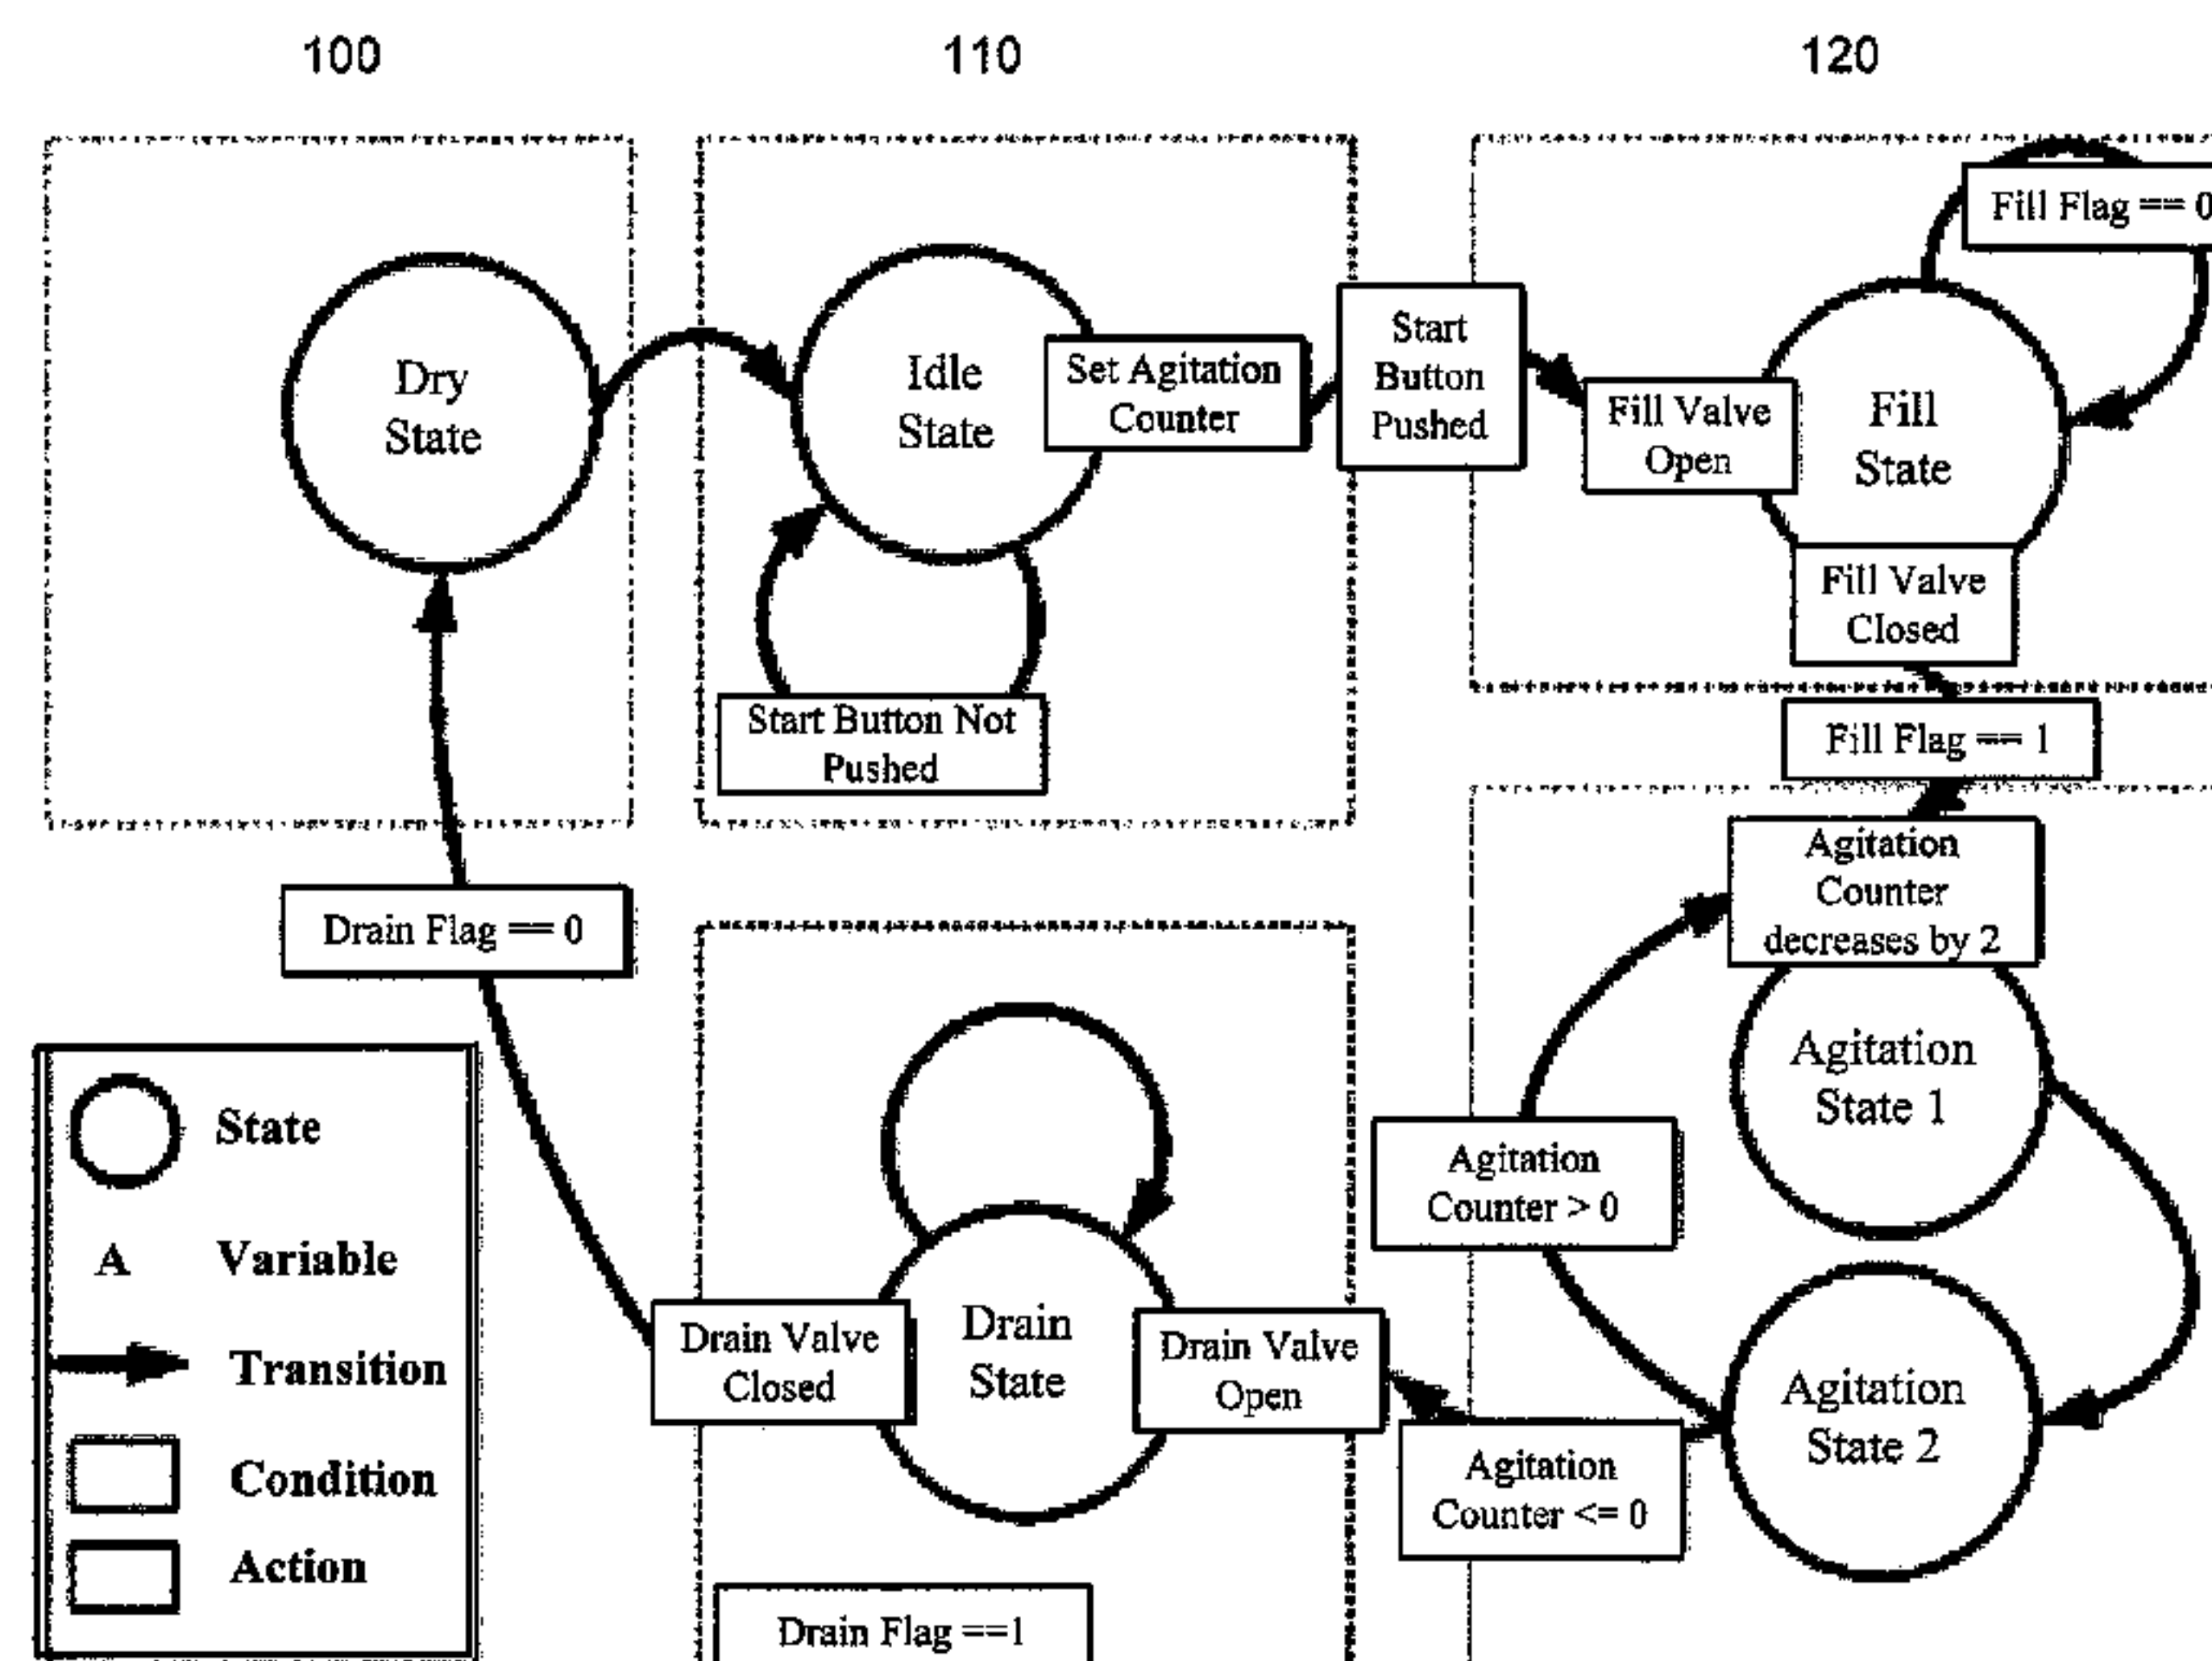 100
110
120
Fill Flag == 0
Dry
State
Idle
State
Set Agitation
Counter
Start
Button
Pushed
Fill Valve
Open
Fill
State
Fill Valve
Closed
Start Button Not
Pushed
Fill Flag == 1
Agitation
Counter
decreases by 2
Drain Flag == 0
Agitation
State 1
Agitation
Counter > 0
Drain Valve
Closed
Drain
State
Drain Valve
Open
Agitation
State 2
Agitation
Counter <= 0
Drain Flag ==1
State
A Variable
Transition
Condition
Action